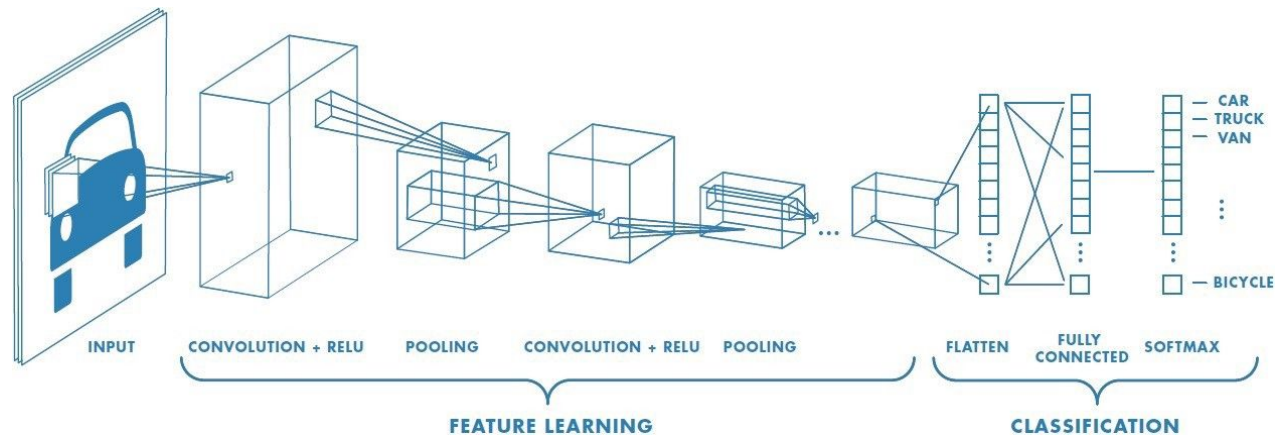 CAR
TRUCK
VAN
BICYCLE
INPUT
CONVOLUTION + RELU
POOLING
CONVOLUTION + RELU
POOLING
FLATTEN
FULLY
CONNECTED
SOFTMAX
FEATURE LEARNING
CLASSIFICATION